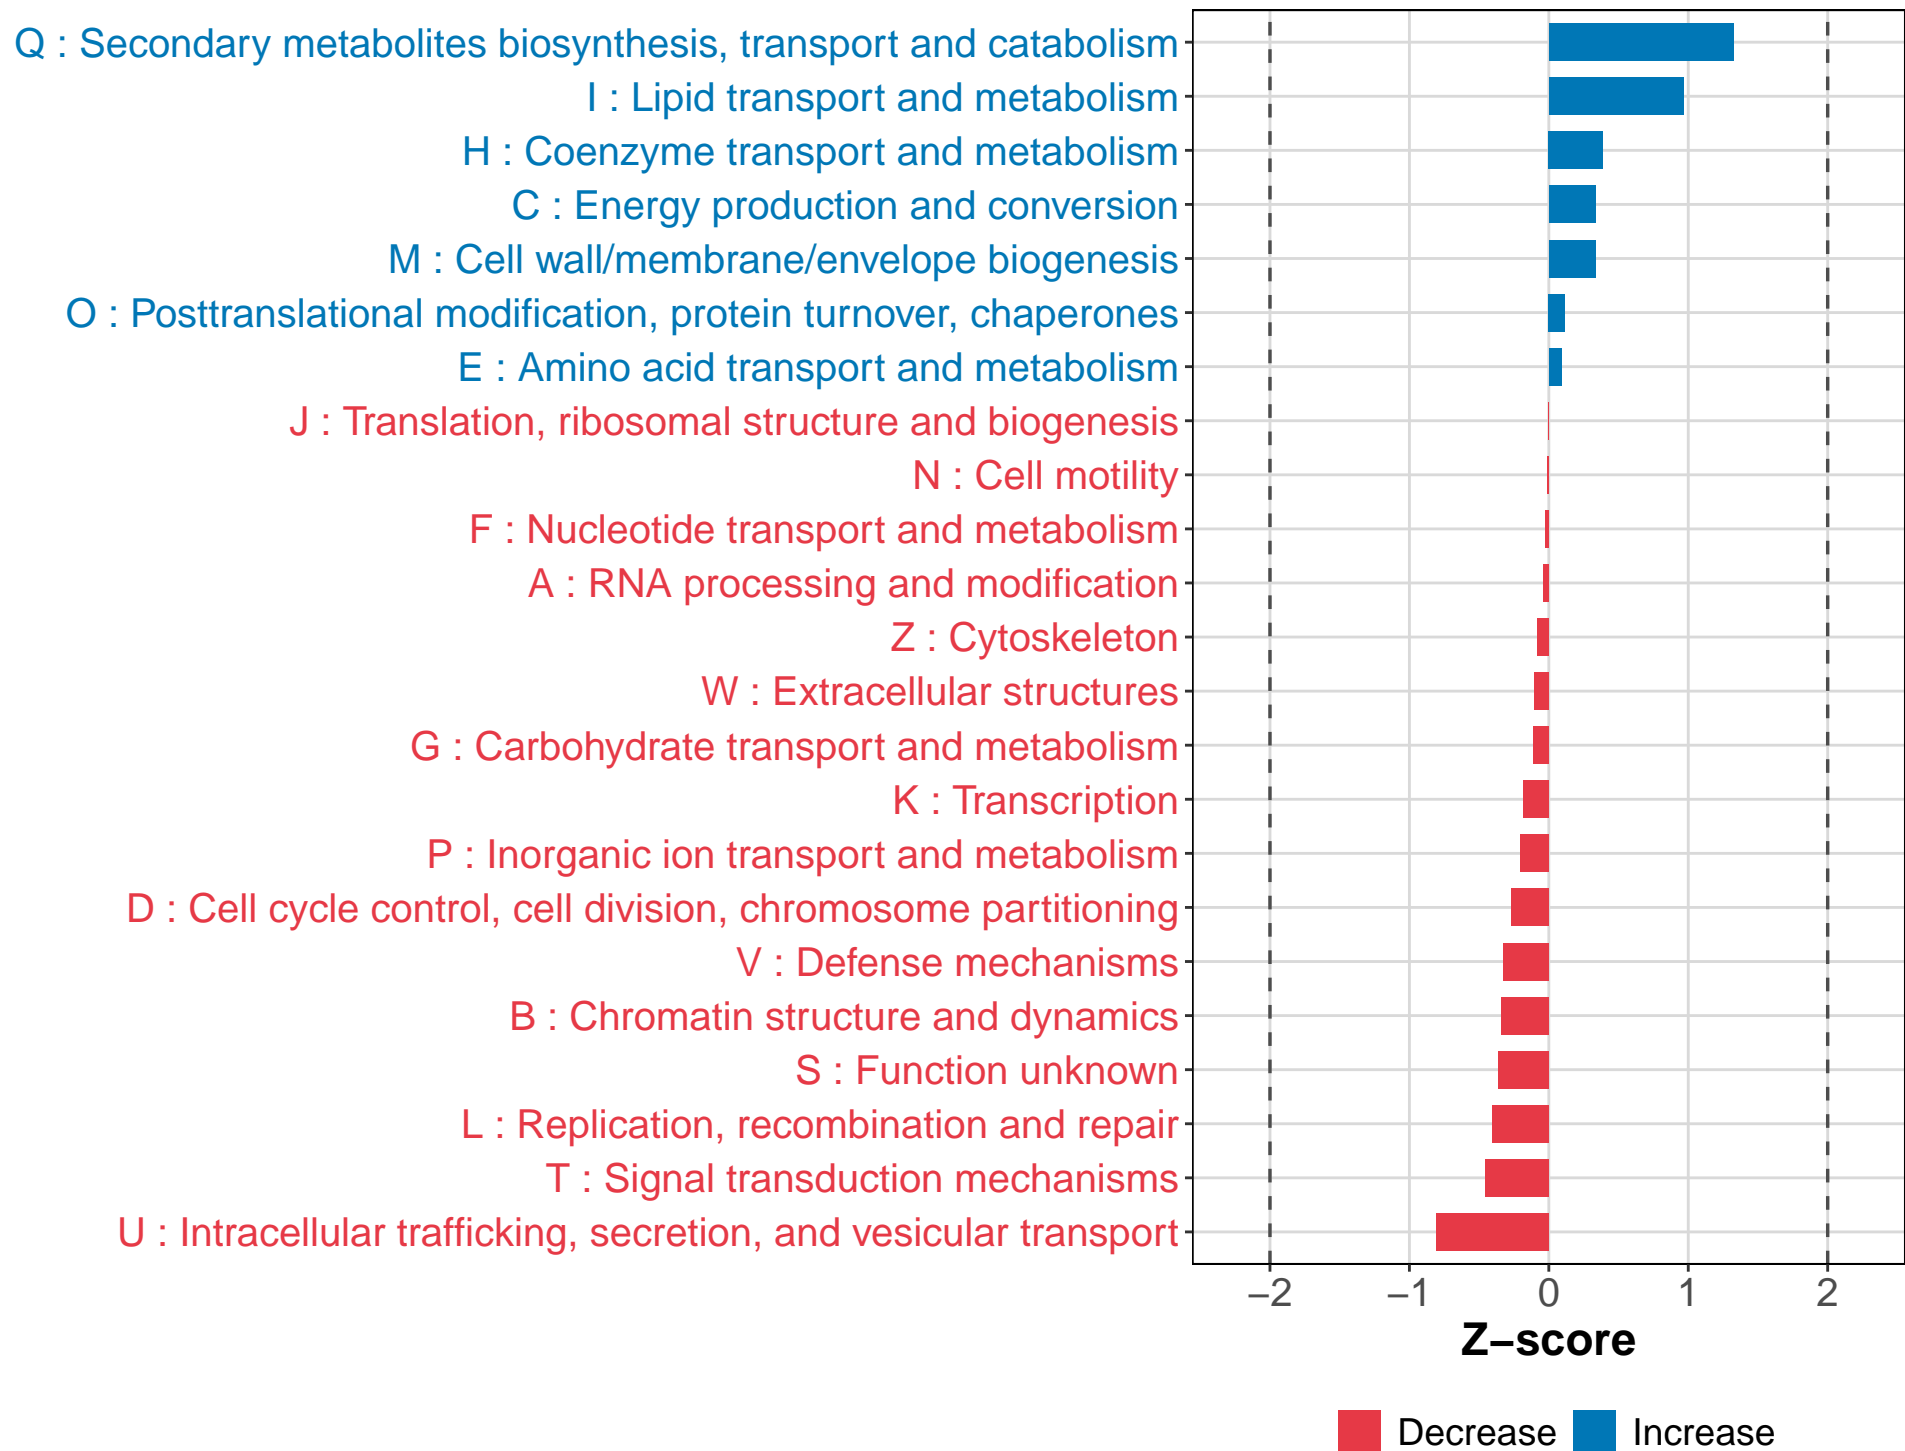 Q : Secondary metabolites biosynthesis, transport and catabolism
I : Lipid transport and metabolism
H : Coenzyme transport and metabolism
C : Energy production and conversion
M : Cell wall/membrane/envelope biogenesis
O : Posttranslational modification, protein turnover, chaperones
E : Amino acid transport and metabolism
J : Translation, ribosomal structure and biogenesis
N : Cell motility
F : Nucleotide transport and metabolism
A : RNA processing and modification
Z : Cytoskeleton
W : Extracellular structures
G : Carbohydrate transport and metabolism
K : Transcription
P : Inorganic ion transport and metabolism
D : Cell cycle control, cell division, chromosome partitioning
V : Defense mechanisms
B : Chromatin structure and dynamics
S : Function unknown
L : Replication, recombination and repair
T : Signal transduction mechanisms
U : Intracellular trafficking, secretion, and vesicular transport
−2 −1 0 1 2
Z−score
Decrease Increase